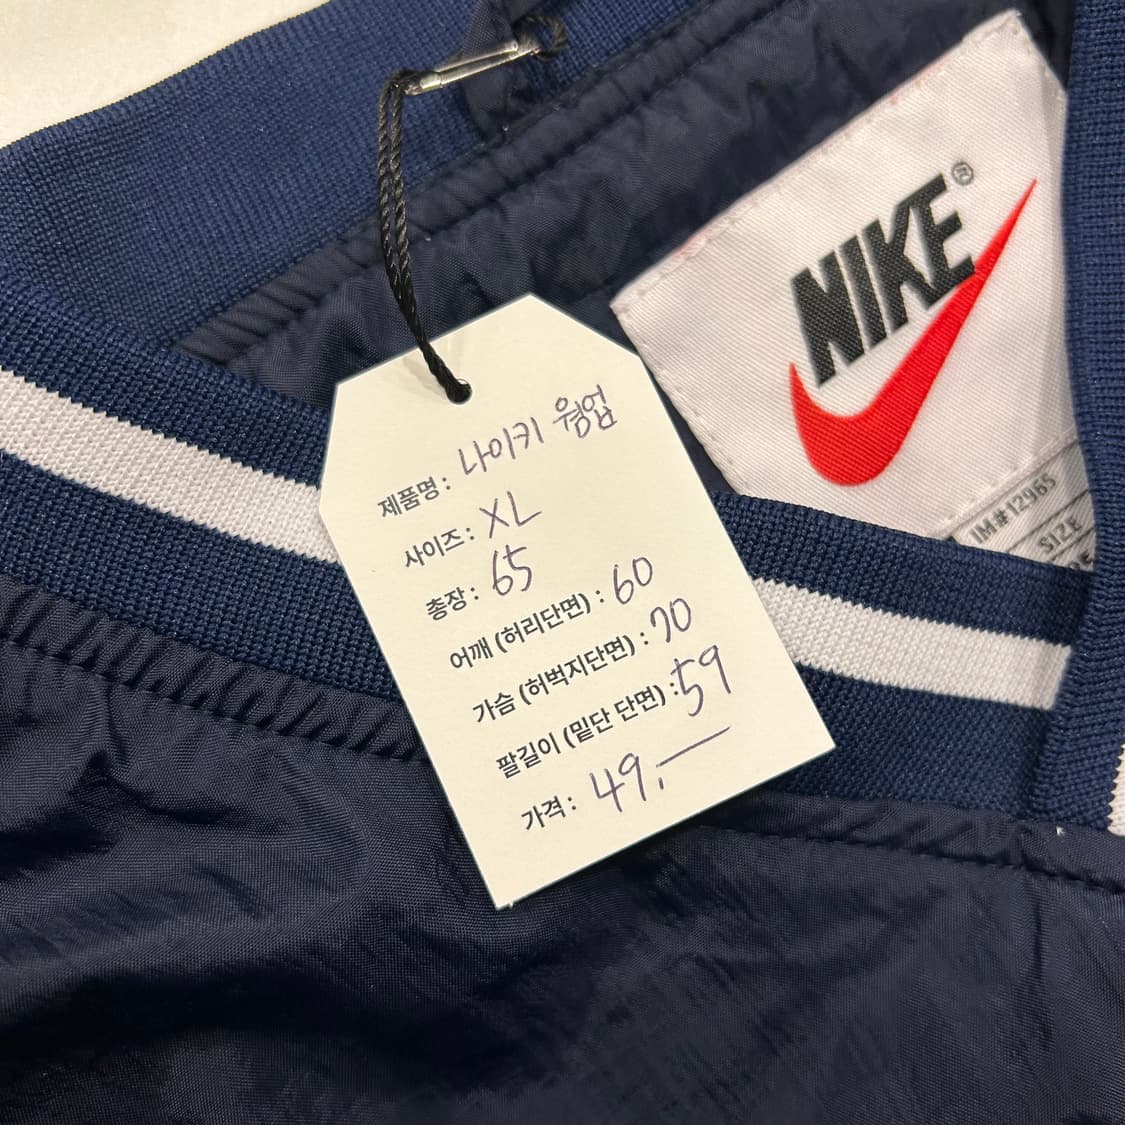 NIKE®
IM#12965
SIZE
제품명: 나이키 웜업
사이즈: XL
총장: 65
어깨 (허리단면) : 60
가슴 (허벅지단면) : 70
팔길이 (밑단 단면) : 59
가격: 49,—